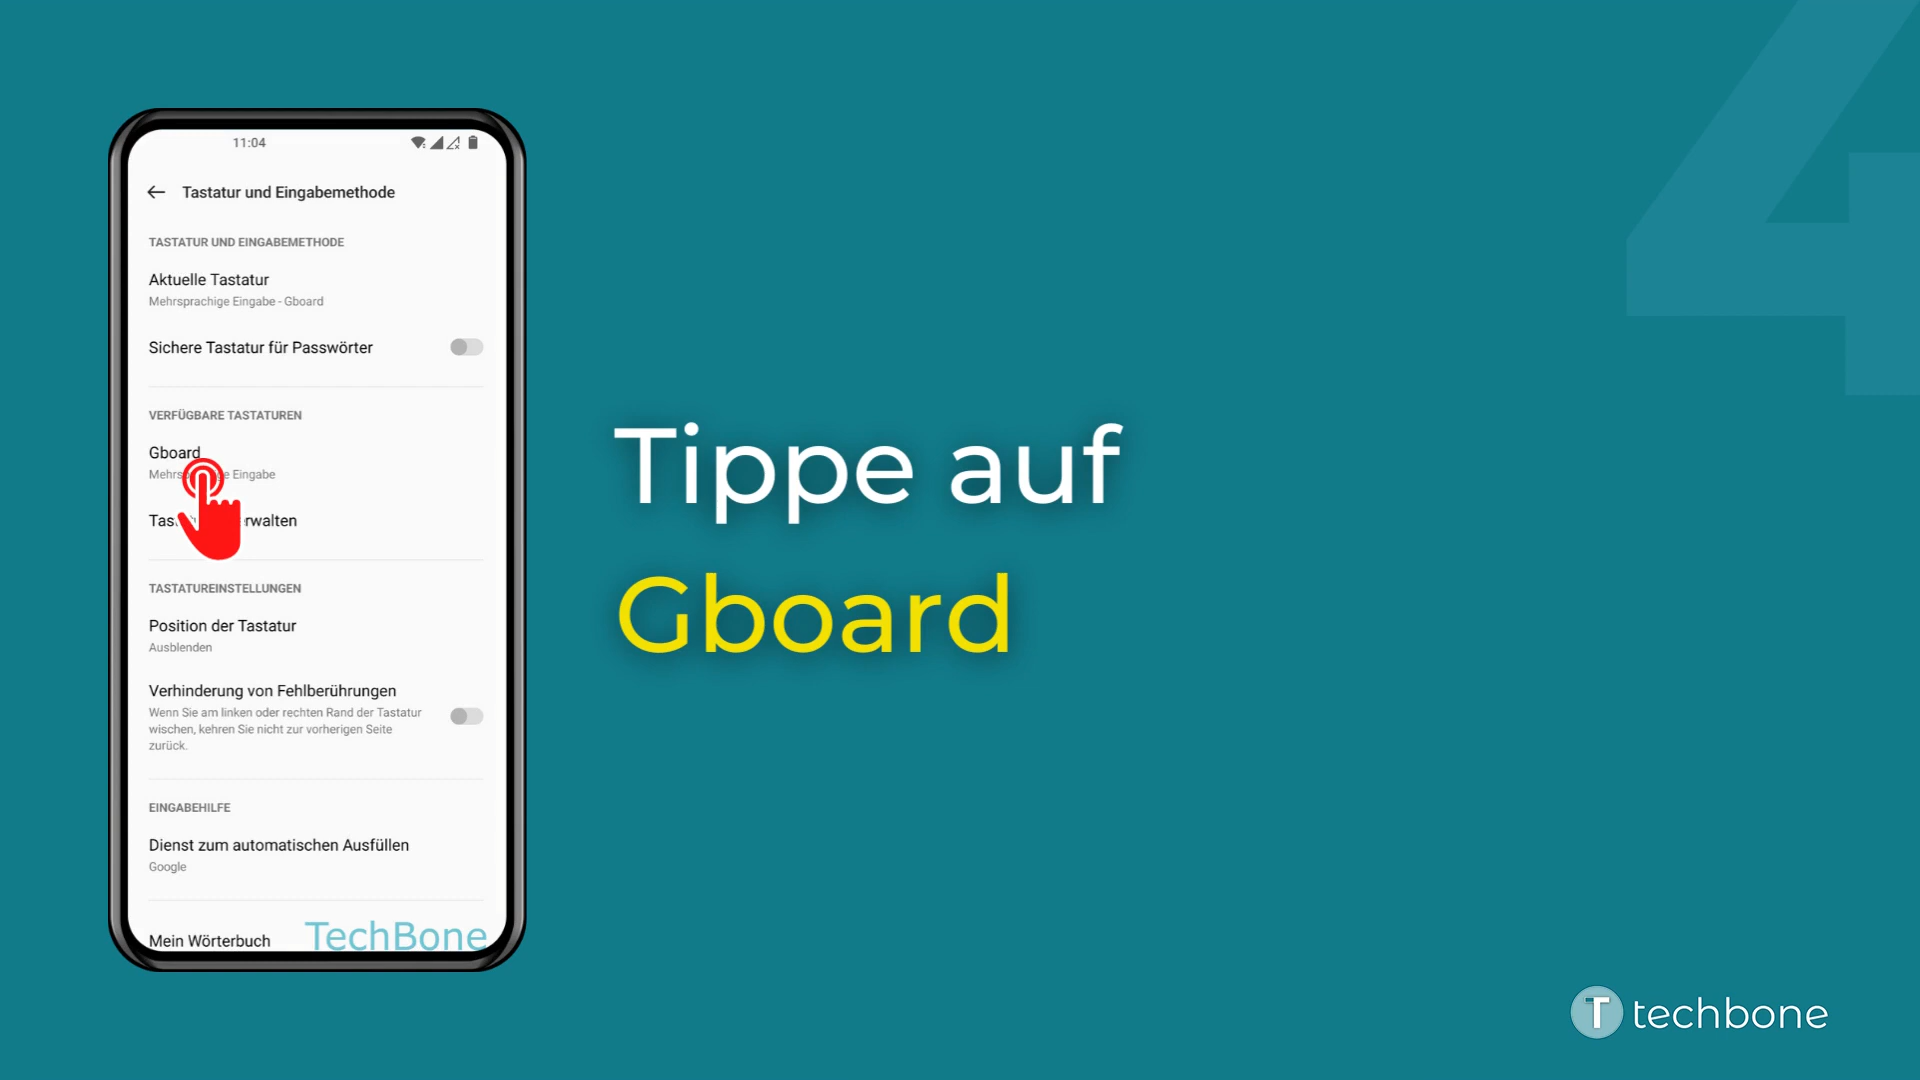 4
11:04
Tastatur und Eingabemethode
TASTATUR UND EINGABEMETHODE
Aktuelle Tastatur
Mehrsprachige Eingabe - Gboard
Sichere Tastatur für Passwörter
VERFÜGBARE TASTATUREN
Gboard
Eingabe
TASTATUREINSTELLUNGEN
Position der Tastatur
Ausblenden
Verhinderung von Fehlberührungen
Wenn Sie am linken oder rechten Rand der Tastatur
wischen, kehren Sie nicht zur vorherigen Seite
zurück.
EINGABEHILFE
Dienst zum automatischen Ausfüllen
Google
Mein Wörterbuch
TechBone
Tippe auf
Gboard
T techbone